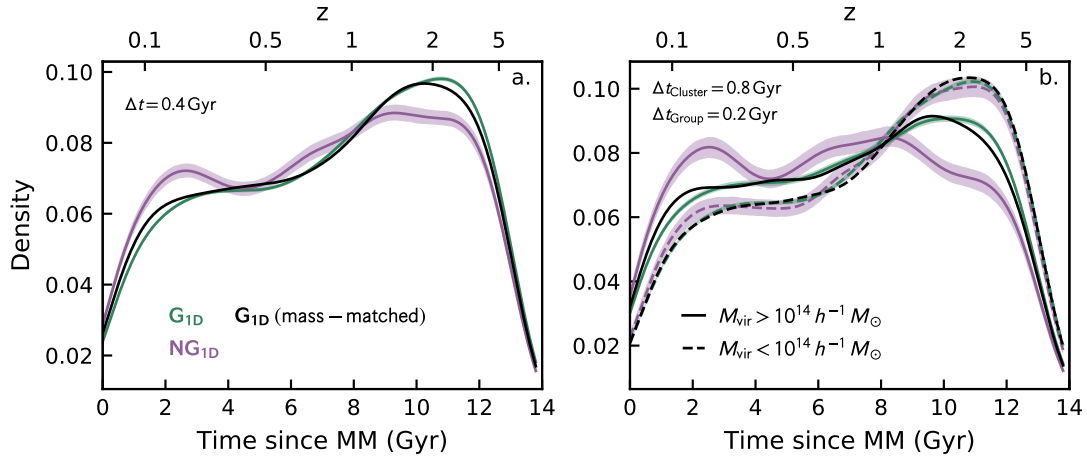 z
0.1 0.5 1 2 5
a.
Δt = 0.4 Gyr
Density
0.10
0.08
0.06
0.04
0.02
G1D G1D (mass − matched)
NG1D
0 2 4 6 8 10 12 14
Time since MM (Gyr)
z
0.1 0.5 1 2 5
b.
ΔtCluster = 0.8 Gyr
ΔtGroup = 0.2 Gyr
0.10
0.08
0.06
0.04
0.02
Mvir > 10¹⁴ h⁻¹ M⊙
Mvir < 10¹⁴ h⁻¹ M⊙
0 2 4 6 8 10 12 14
Time since MM (Gyr)